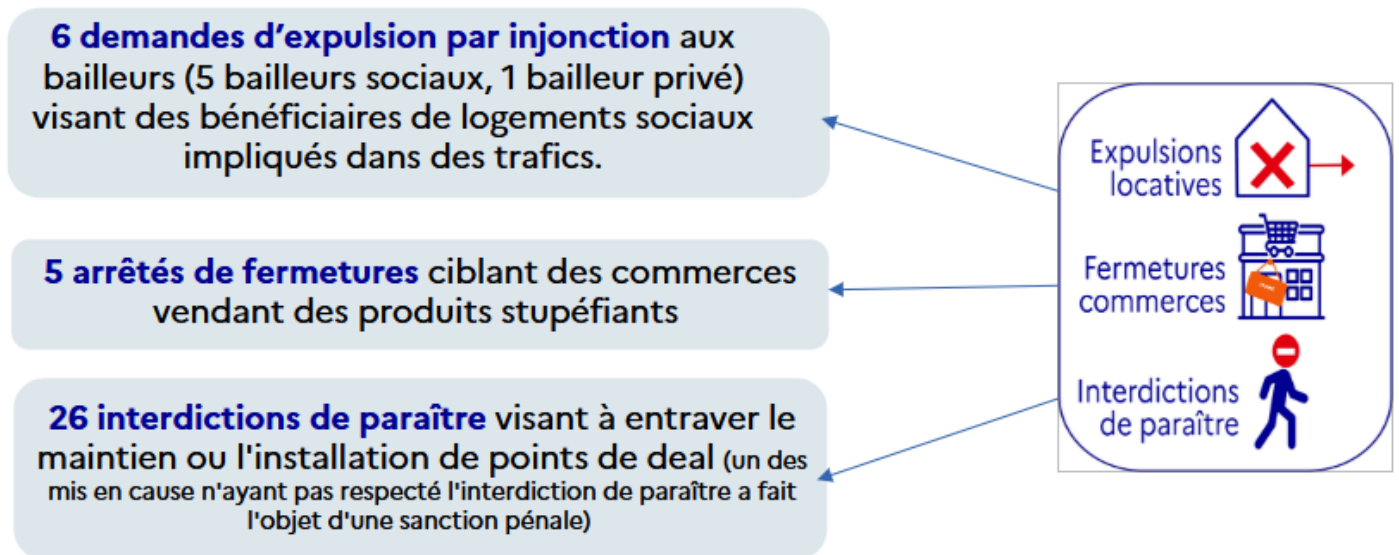 6 demandes d’expulsion par injonction aux
bailleurs (5 bailleurs sociaux, 1 bailleur privé)
visant des bénéficiaires de logements sociaux
impliqués dans des trafics.
5 arrêtés de fermetures ciblant des commerces
vendant des produits stupéfiants
26 interdictions de paraître visant à entraver le
maintien ou l'installation de points de deal (un des
mis en cause n'ayant pas respecté l'interdiction de paraître a fait
l'objet d'une sanction pénale)
Expulsions
locatives
Fermetures
commerces
Interdictions
de paraître